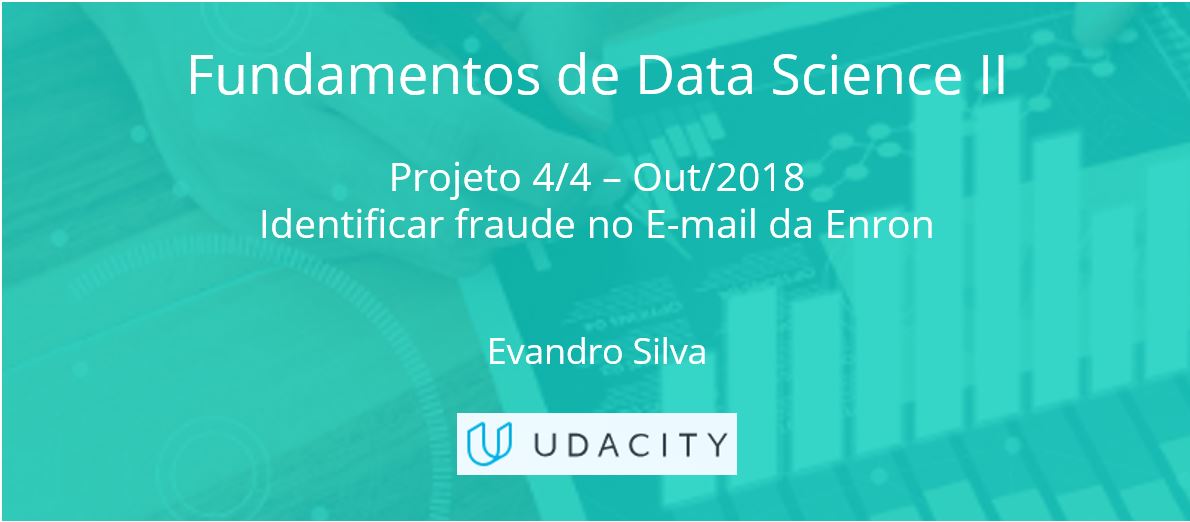 Fundamentos de Data Science II
Projeto 4/4 – Out/2018
Identificar fraude no E-mail da Enron
Evandro Silva
UDACITY